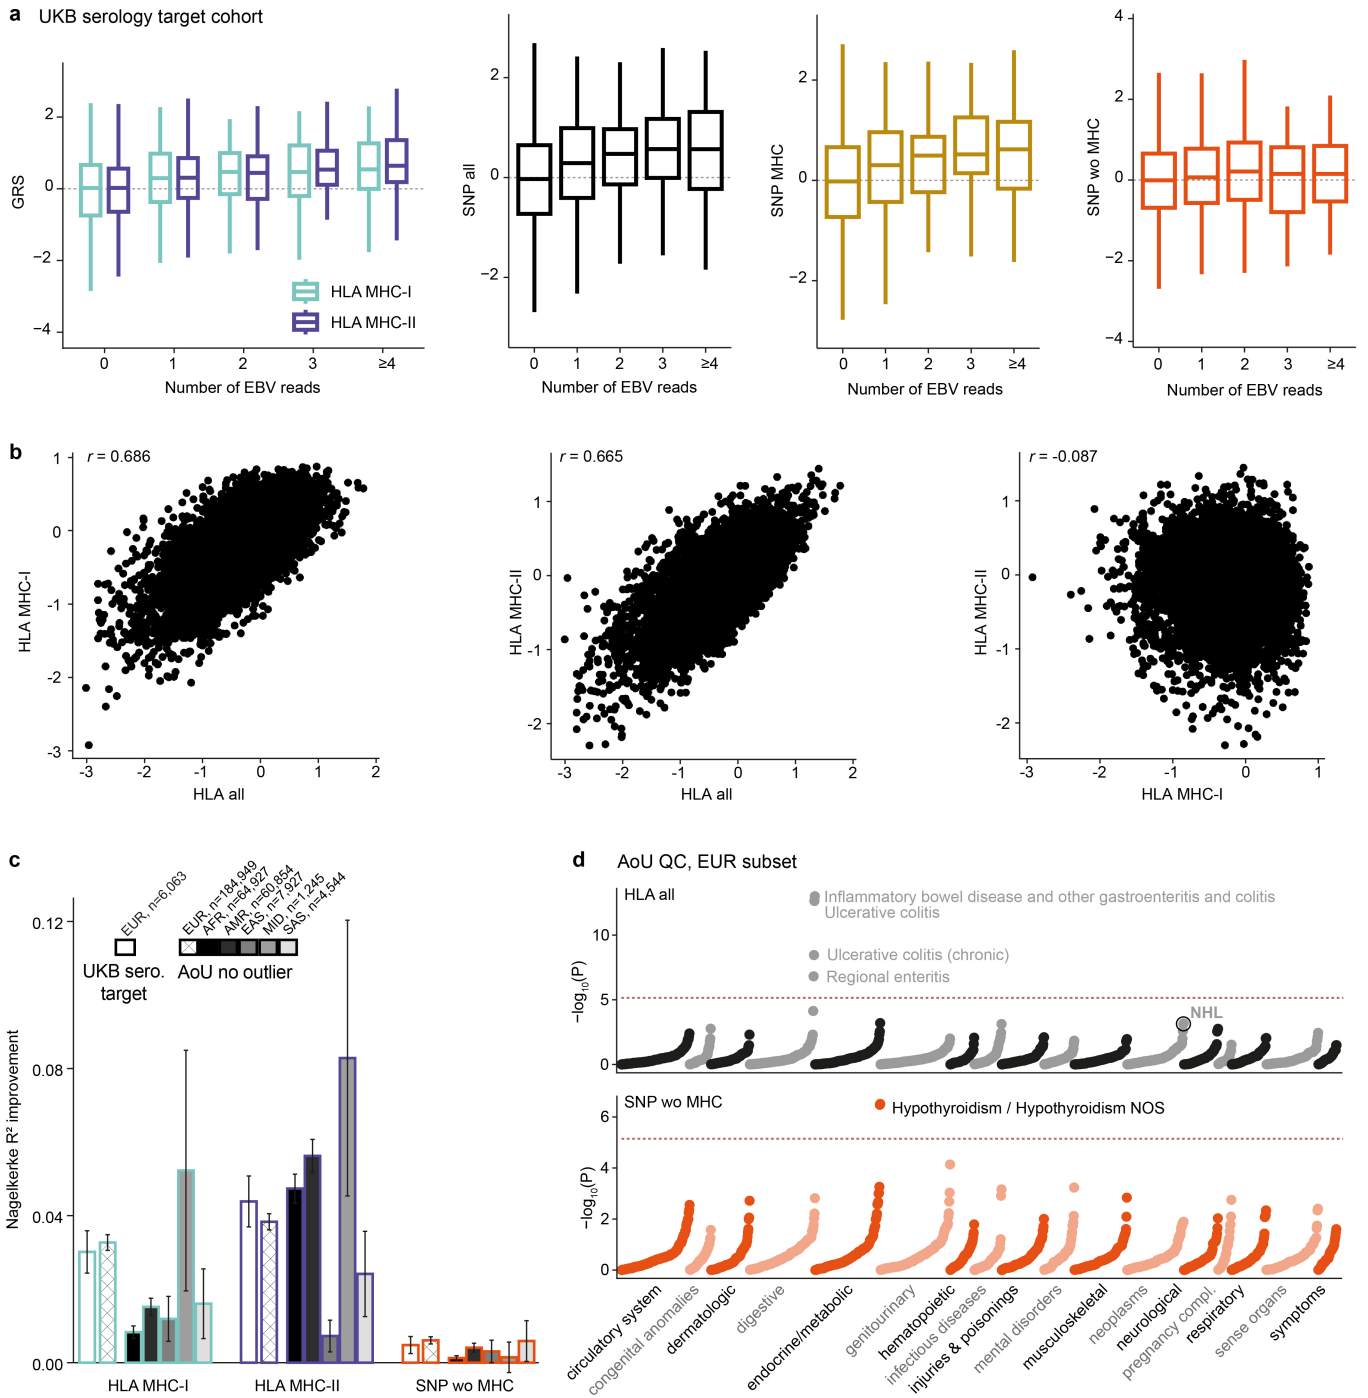 a UKB serology target cohort
GRS
2
0
−2
−4
HLA MHC-I
HLA MHC-II
0 1 2 3 ≥4
Number of EBV reads
SNP all
2
0
−2
0 1 2 3 ≥4
Number of EBV reads
SNP MHC
2
0
−2
0 1 2 3 ≥4
Number of EBV reads
SNP wo MHC
4
2
0
−2
−4
0 1 2 3 ≥4
Number of EBV reads
b
r = 0.686
HLA MHC-I
1
0
-1
-2
-3
-3 -2 -1 0 1 2
HLA all
r = 0.665
HLA MHC-II
1
0
-1
-2
-3 -2 -1 0 1 2
HLA all
r = -0.087
HLA MHC-II
1
0
-1
-2
-3 -2 -1 0 1
HLA MHC-I
c
EUR, n=6,063
EUR, n=184,949
AFR, n=64,927
AMR, n=60,854
EAS, n=7,927
MID, n=1,245
SAS, n=4,544
UKB sero.
target
AoU no outlier
Nagelkerke R² improvement
0.12
0.08
0.04
0.00
HLA MHC-I
HLA MHC-II
SNP wo MHC
d AoU QC, EUR subset
HLA all
−log10(P)
10
5
0
Inflammatory bowel disease and other gastroenteritis and colitis
Ulcerative colitis
Ulcerative colitis (chronic)
Regional enteritis
NHL
SNP wo MHC
−log10(P)
6
4
2
0
Hypothyroidism / Hypothyroidism NOS
circulatory system
congenital anomalies
dermatologic
digestive
endocrine/metabolic
genitourinary
hematopoietic
infectious diseases
injuries & poisonings
mental disorders
musculoskeletal
neoplasms
neurological
pregnancy compl.
respiratory
sense organs
symptoms